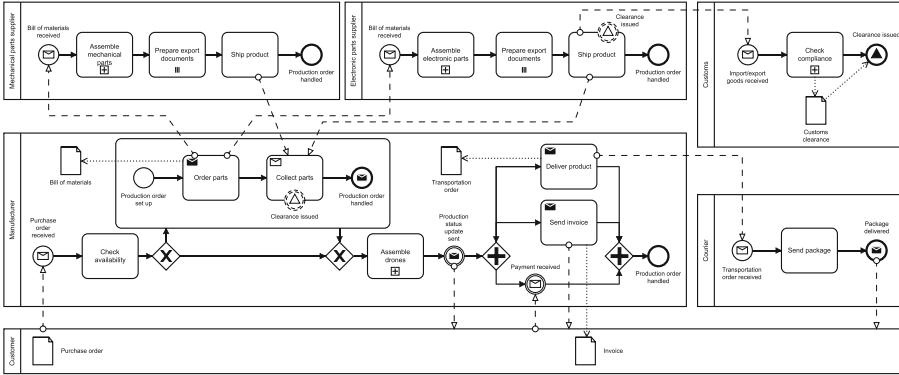 Mechanical parts supplier
Bill of materials
received
Assemble
mechanical
parts
Prepare export
documents
Ship product
Production order
handled
Electronic parts supplier
Bill of materials
received
Assemble
electronic parts
Prepare export
documents
Ship product
Clearance
issued
Production order
handled
Customs
Import/export
goods received
Check
compliance
Clearance issued
Customs
clearance
Manufacturer
Bill of materials
Production order
set up
Order parts
Collect parts
Clearance issued
Production order
handled
Purchase
order
received
Check
availability
Assemble
drones
Production
status
update
sent
Transportation
order
Deliver product
Send invoice
Payment received
Production order
handled
Courier
Transportation
order received
Send package
Package
delivered
Customer
Purchase order
Invoice